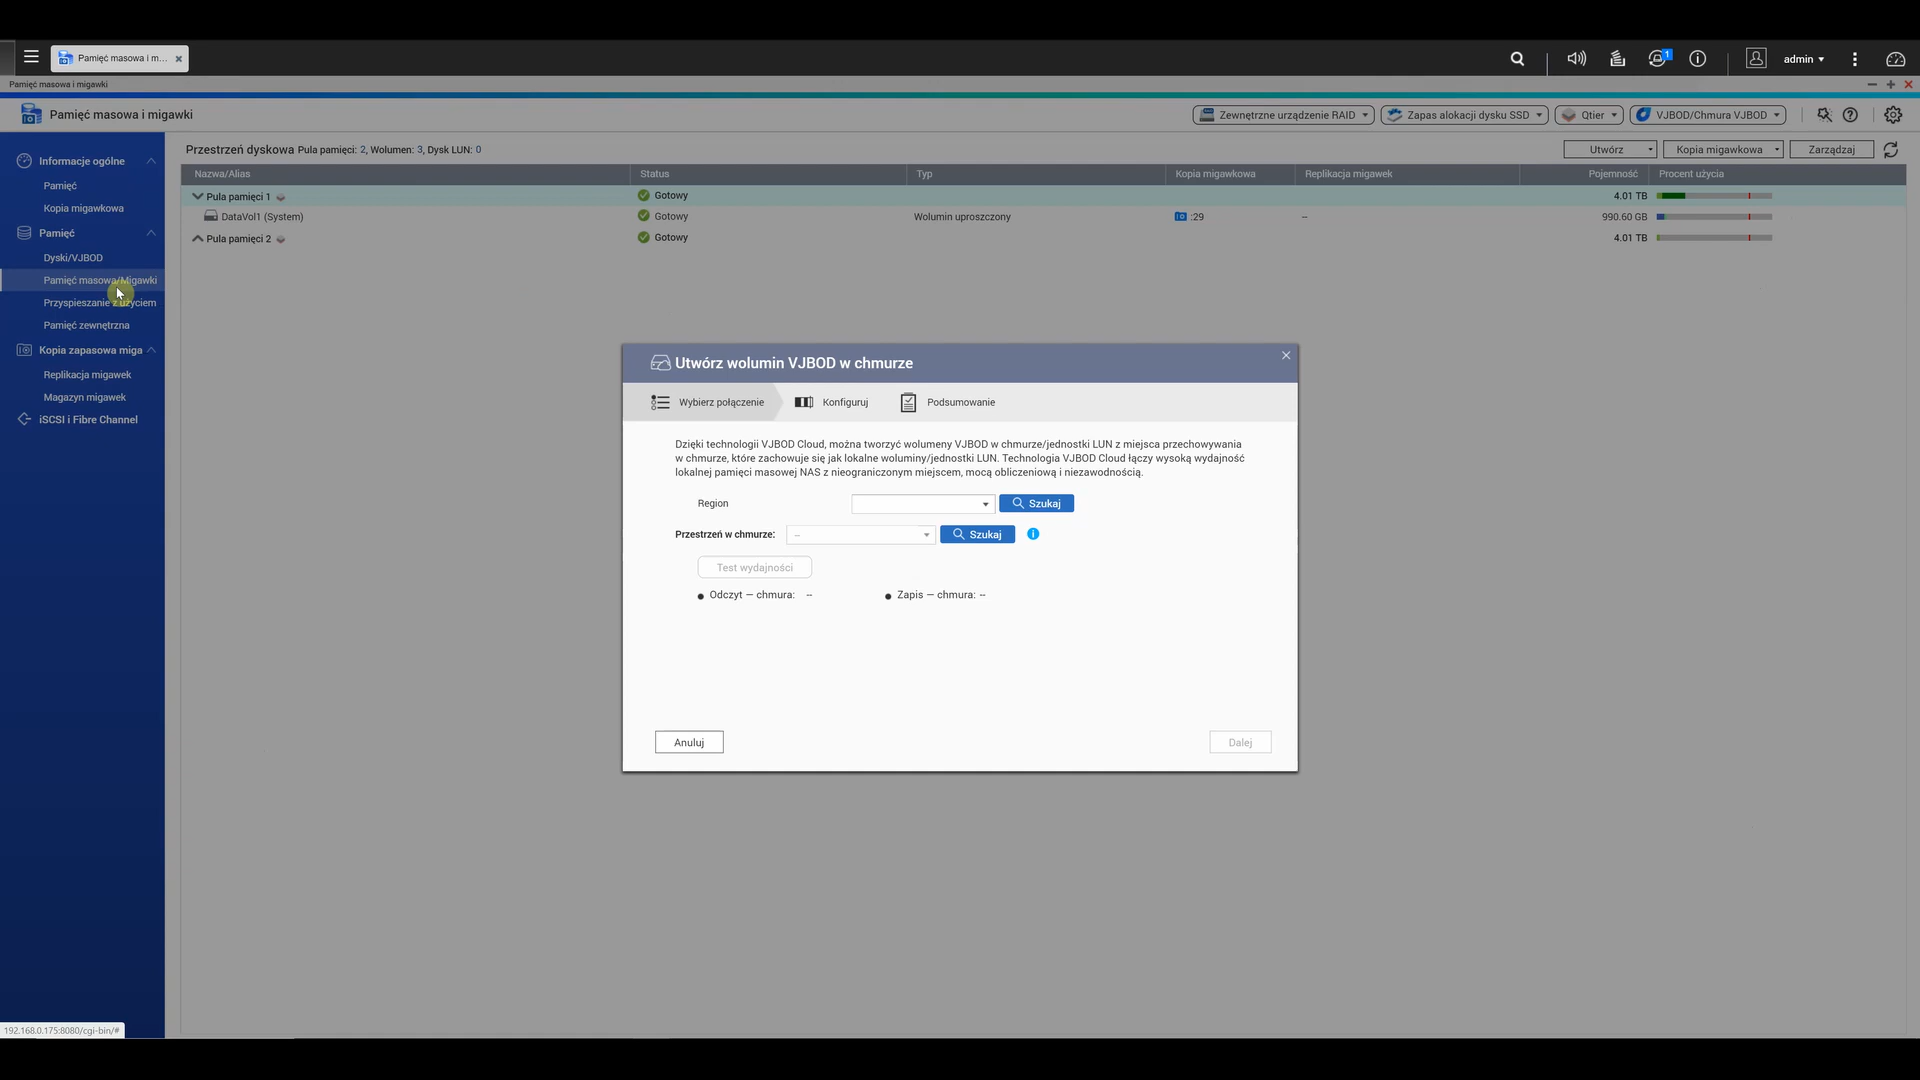 Pamięć masowa i m...
1
admin
Pamięć masowa i migawki
Pamięć masowa i migawki
Zewnętrzne urządzenie RAID
Zapas alokacji dysku SSD
Qtier
VJBOD/Chmura VJBOD
Informacje ogólne
Pamięć
Kopia migawkowa
Pamięć
Dyski/VJBOD
Pamięć masowa/Migawki
Przyspieszanie z użyciem
Pamięć zewnętrzna
Kopia zapasowa miga
Replikacja migawek
Magazyn migawek
iSCSI i Fibre Channel
Przestrzeń dyskowa Pula pamięci: 2, Wolumen: 3, Dysk LUN: 0
Utwórz
Kopia migawkowa
Zarządzaj
Nazwa/Alias Status Typ Kopia migawkowa Replikacja migawek Pojemność Procent użycia
Pula pamięci 1 Gotowy 4.01 TB
DataVol1 (System) Gotowy Wolumin uproszczony :29 -- 990.60 GB
Pula pamięci 2 Gotowy 4.01 TB
Utwórz wolumin VJBOD w chmurze
Wybierz połączenie Konfiguruj Podsumowanie
Dzięki technologii VJBOD Cloud, można tworzyć wolumeny VJBOD w chmurze/jednostki LUN z miejsca przechowywania
w chmurze, które zachowuje się jak lokalne woluminy/jednostki LUN. Technologia VJBOD Cloud łączy wysoką wydajność
lokalnej pamięci masowej NAS z nieograniczonym miejscem, mocą obliczeniową i niezawodnością.
Region Szukaj
Przestrzeń w chmurze: -- Szukaj
Test wydajności
Odczyt — chmura: -- Zapis — chmura: --
Anuluj Dalej
192.168.0.175:8080/cgi-bin/#